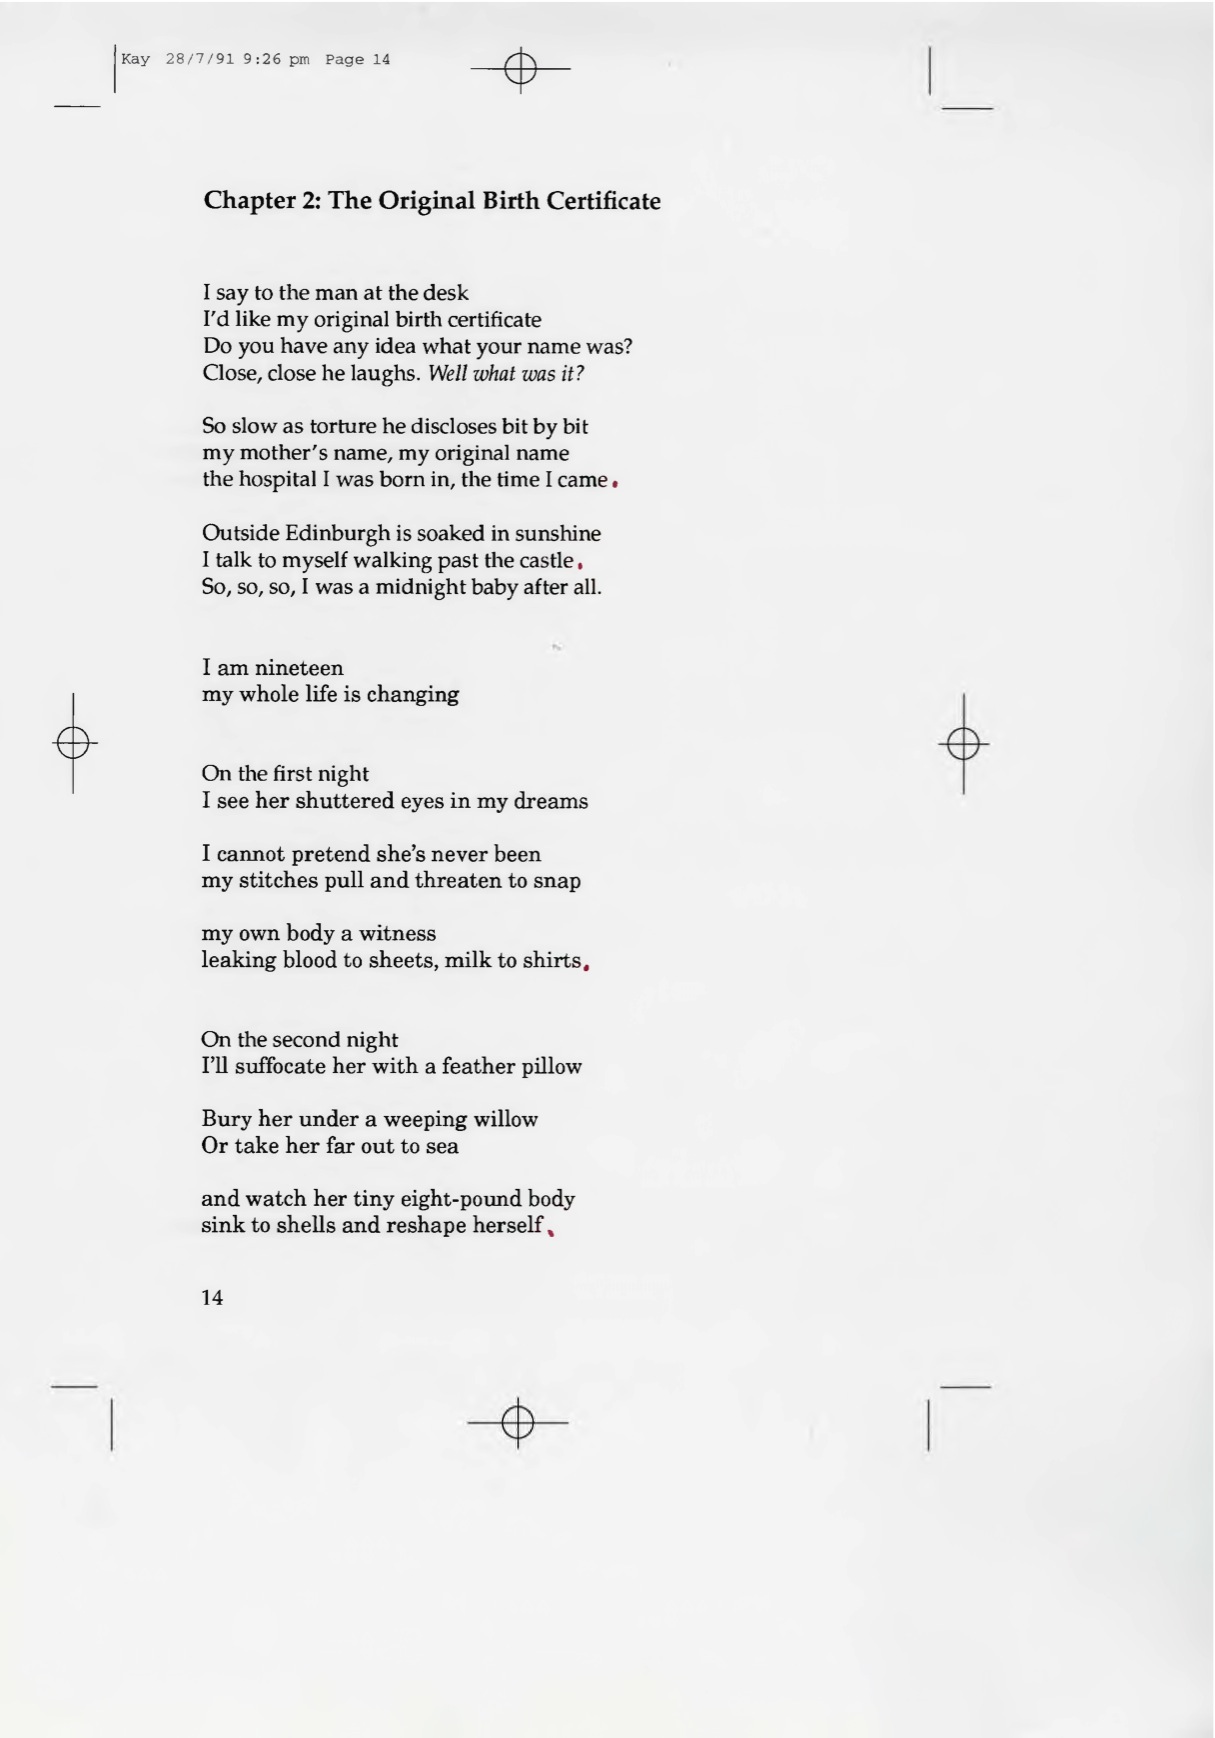 Kay 28/7/91 9:26 pm Page 14
Chapter 2: The Original Birth Certificate
I say to the man at the desk
I'd like my original birth certificate
Do you have any idea what your name was?
Close, close he laughs. Well what was it?
So slow as torture he discloses bit by bit
my mother's name, my original name
the hospital I was born in, the time I came.
Outside Edinburgh is soaked in sunshine
I talk to myself walking past the castle.
So, so, so, I was a midnight baby after all.
I am nineteen
my whole life is changing
On the first night
I see her shuttered eyes in my dreams
I cannot pretend she's never been
my stitches pull and threaten to snap
my own body a witness
leaking blood to sheets, milk to shirts.
On the second night
I'll suffocate her with a feather pillow
Bury her under a weeping willow
Or take her far out to sea
and watch her tiny eight-pound body
sink to shells and reshape herself.
14